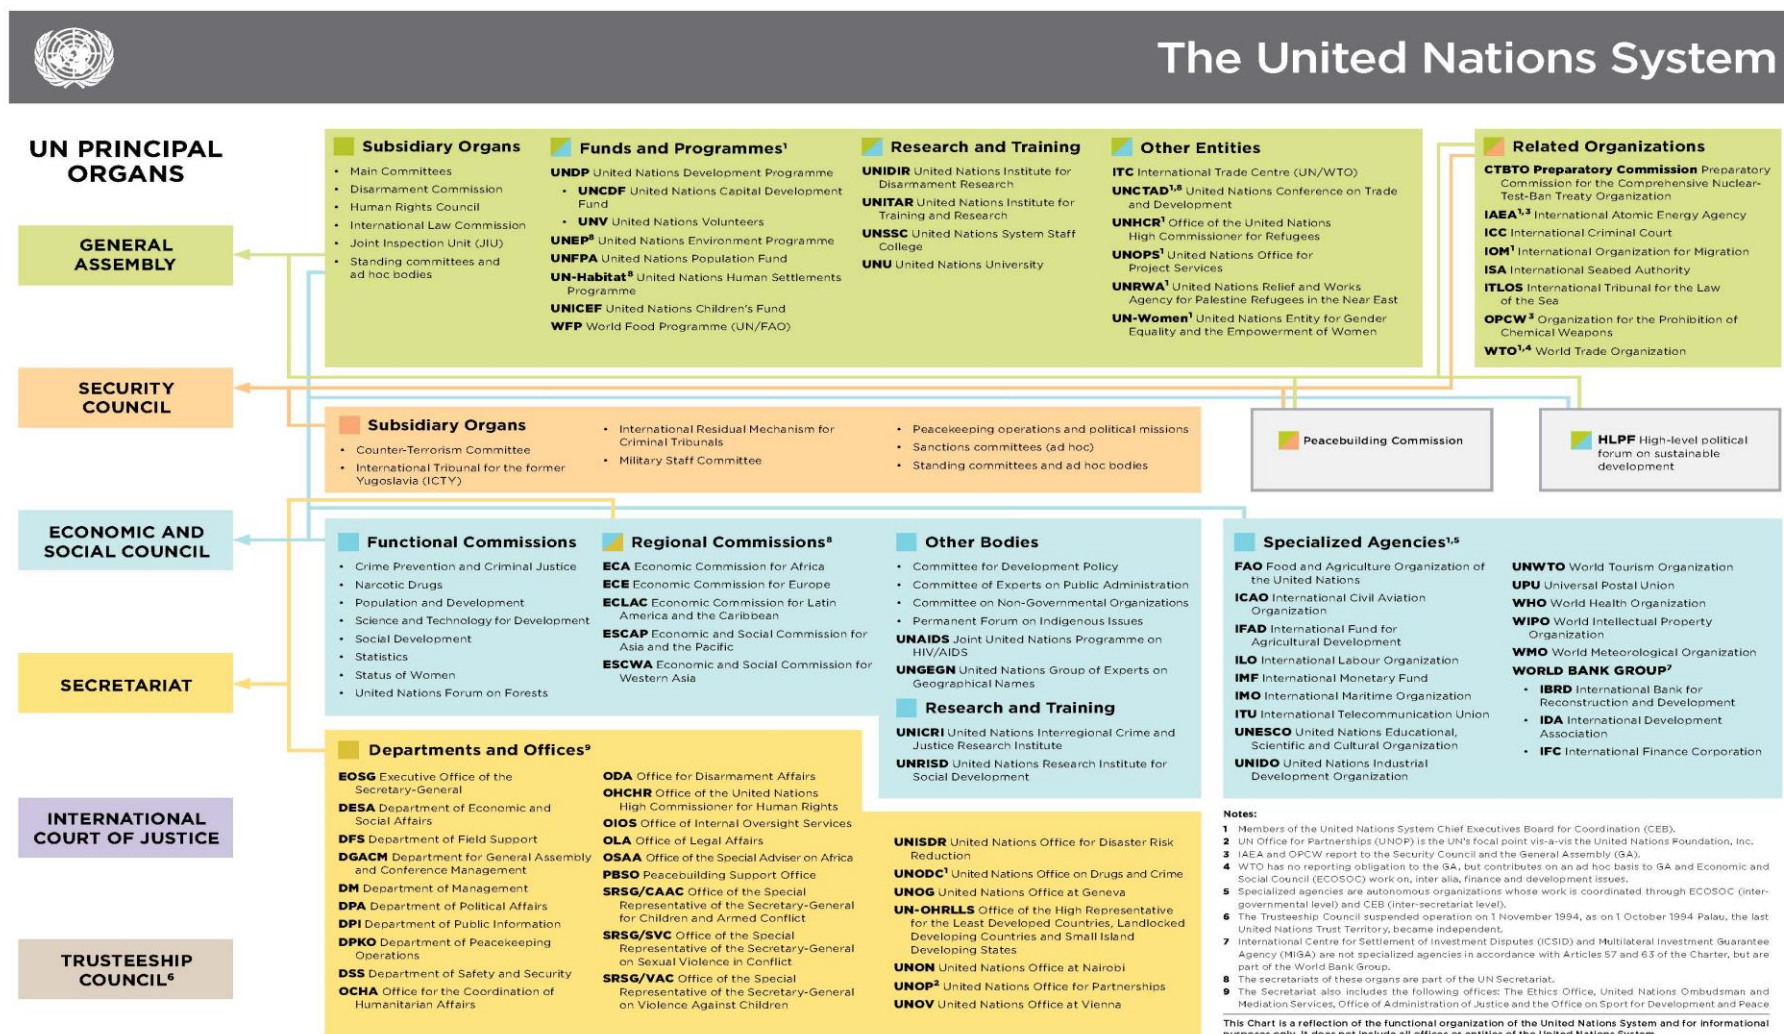 The United Nations System
UN PRINCIPAL
ORGANS
GENERAL
ASSEMBLY
SECURITY
COUNCIL
ECONOMIC AND
SOCIAL COUNCIL
SECRETARIAT
INTERNATIONAL
COURT OF JUSTICE
TRUSTEESHIP
COUNCIL⁶
Subsidiary Organs
• Main Committees
• Disarmament Commission
• Human Rights Council
• International Law Commission
• Joint Inspection Unit (JIU)
• Standing committees and
ad hoc bodies
Funds and Programmes¹
UNDP United Nations Development Programme
• UNCDF United Nations Capital Development
Fund
• UNV United Nations Volunteers
UNEP⁸ United Nations Environment Programme
UNFPA United Nations Population Fund
UN-Habitat⁸ United Nations Human Settlements
Programme
UNICEF United Nations Children's Fund
WFP World Food Programme (UN/FAO)
Research and Training
UNIDIR United Nations Institute for
Disarmament Research
UNITAR United Nations Institute for
Training and Research
UNSSC United Nations System Staff
College
UNU United Nations University
Other Entities
ITC International Trade Centre (UN/WTO)
UNCTAD¹,⁸ United Nations Conference on Trade
and Development
UNHCR¹ Office of the United Nations
High Commissioner for Refugees
UNOPS¹ United Nations Office for
Project Services
UNRWA¹ United Nations Relief and Works
Agency for Palestine Refugees in the Near East
UN-Women¹ United Nations Entity for Gender
Equality and the Empowerment of Women
Related Organizations
CTBTO Preparatory Commission Preparatory
Commission for the Comprehensive Nuclear-
Test-Ban Treaty Organization
IAEA¹,³ International Atomic Energy Agency
ICC International Criminal Court
IOM¹ International Organization for Migration
ISA International Seabed Authority
ITLOS International Tribunal for the Law
of the Sea
OPCW³ Organization for the Prohibition of
Chemical Weapons
WTO¹,⁴ World Trade Organization
Subsidiary Organs
• Counter-Terrorism Committee
• International Tribunal for the former
Yugoslavia (ICTY)
• International Residual Mechanism for
Criminal Tribunals
• Military Staff Committee
• Peacekeeping operations and political missions
• Sanctions committees (ad hoc)
• Standing committees and ad hoc bodies
Peacebuilding Commission
HLPF High-level political
forum on sustainable
development
Functional Commissions
• Crime Prevention and Criminal Justice
• Narcotic Drugs
• Population and Development
• Science and Technology for Development
• Social Development
• Statistics
• Status of Women
• United Nations Forum on Forests
Regional Commissions⁸
ECA Economic Commission for Africa
ECE Economic Commission for Europe
ECLAC Economic Commission for Latin
America and the Caribbean
ESCAP Economic and Social Commission for
Asia and the Pacific
ESCWA Economic and Social Commission for
Western Asia
Other Bodies
• Committee for Development Policy
• Committee of Experts on Public Administration
• Committee on Non-Governmental Organizations
• Permanent Forum on Indigenous Issues
UNAIDS Joint United Nations Programme on
HIV/AIDS
UNGEGN United Nations Group of Experts on
Geographical Names
Research and Training
UNICRI United Nations Interregional Crime and
Justice Research Institute
UNRISD United Nations Research Institute for
Social Development
Specialized Agencies¹,⁵
FAO Food and Agriculture Organization of
the United Nations
ICAO International Civil Aviation
Organization
IFAD International Fund for
Agricultural Development
ILO International Labour Organization
IMF International Monetary Fund
IMO International Maritime Organization
ITU International Telecommunication Union
UNESCO United Nations Educational,
Scientific and Cultural Organization
UNIDO United Nations Industrial
Development Organization
UNWTO World Tourism Organization
UPU Universal Postal Union
WHO World Health Organization
WIPO World Intellectual Property
Organization
WMO World Meteorological Organization
WORLD BANK GROUP⁷
• IBRD International Bank for
Reconstruction and Development
• IDA International Development
Association
• IFC International Finance Corporation
Departments and Offices⁹
EOSG Executive Office of the
Secretary-General
DESA Department of Economic and
Social Affairs
DFS Department of Field Support
DGACM Department for General Assembly
and Conference Management
DM Department of Management
DPA Department of Political Affairs
DPI Department of Public Information
DPKO Department of Peacekeeping
Operations
DSS Department of Safety and Security
OCHA Office for the Coordination of
Humanitarian Affairs
ODA Office for Disarmament Affairs
OHCHR Office of the United Nations
High Commissioner for Human Rights
OIOS Office of Internal Oversight Services
OLA Office of Legal Affairs
OSAA Office of the Special Adviser on Africa
PBSO Peacebuilding Support Office
SRSG/CAAC Office of the Special
Representative of the Secretary-General
for Children and Armed Conflict
SRSG/SVC Office of the Special
Representative of the Secretary-General
on Sexual Violence in Conflict
SRSG/VAC Office of the Special
Representative of the Secretary-General
on Violence Against Children
UNISDR United Nations Office for Disaster Risk
Reduction
UNODC¹ United Nations Office on Drugs and Crime
UNOG United Nations Office at Geneva
UN-OHRLLS Office of the High Representative
for the Least Developed Countries, Landlocked
Developing Countries and Small Island
Developing States
UNON United Nations Office at Nairobi
UNOP² United Nations Office for Partnerships
UNOV United Nations Office at Vienna
Notes:
1 Members of the United Nations System Chief Executives Board for Coordination (CEB).
2 UN Office for Partnerships (UNOP) is the UN's focal point vis-a-vis the United Nations Foundation, Inc.
3 IAEA and OPCW report to the Security Council and the General Assembly (GA).
4 WTO has no reporting obligation to the GA, but contributes on an ad hoc basis to GA and Economic and
Social Council (ECOSOC) work on, inter alia, finance and development issues.
5 Specialized agencies are autonomous organizations whose work is coordinated through ECOSOC (inter-
governmental level) and CEB (inter-secretariat level).
6 The Trusteeship Council suspended operation on 1 November 1994, as on 1 October 1994 Palau, the last
United Nations Trust Territory, became independent.
7 International Centre for Settlement of Investment Disputes (ICSID) and Multilateral Investment Guarantee
Agency (MIGA) are not specialized agencies in accordance with Articles 57 and 63 of the Charter, but are
part of the World Bank Group.
8 The secretariats of these organs are part of the UN Secretariat.
9 The Secretariat also includes the following offices: The Ethics Office, United Nations Ombudsman and
Mediation Services, Office of Administration of Justice and the Office on Sport for Development and Peace
This Chart is a reflection of the functional organization of the United Nations System and for informational
purposes only. It does not include all offices or entities of the United Nations System.